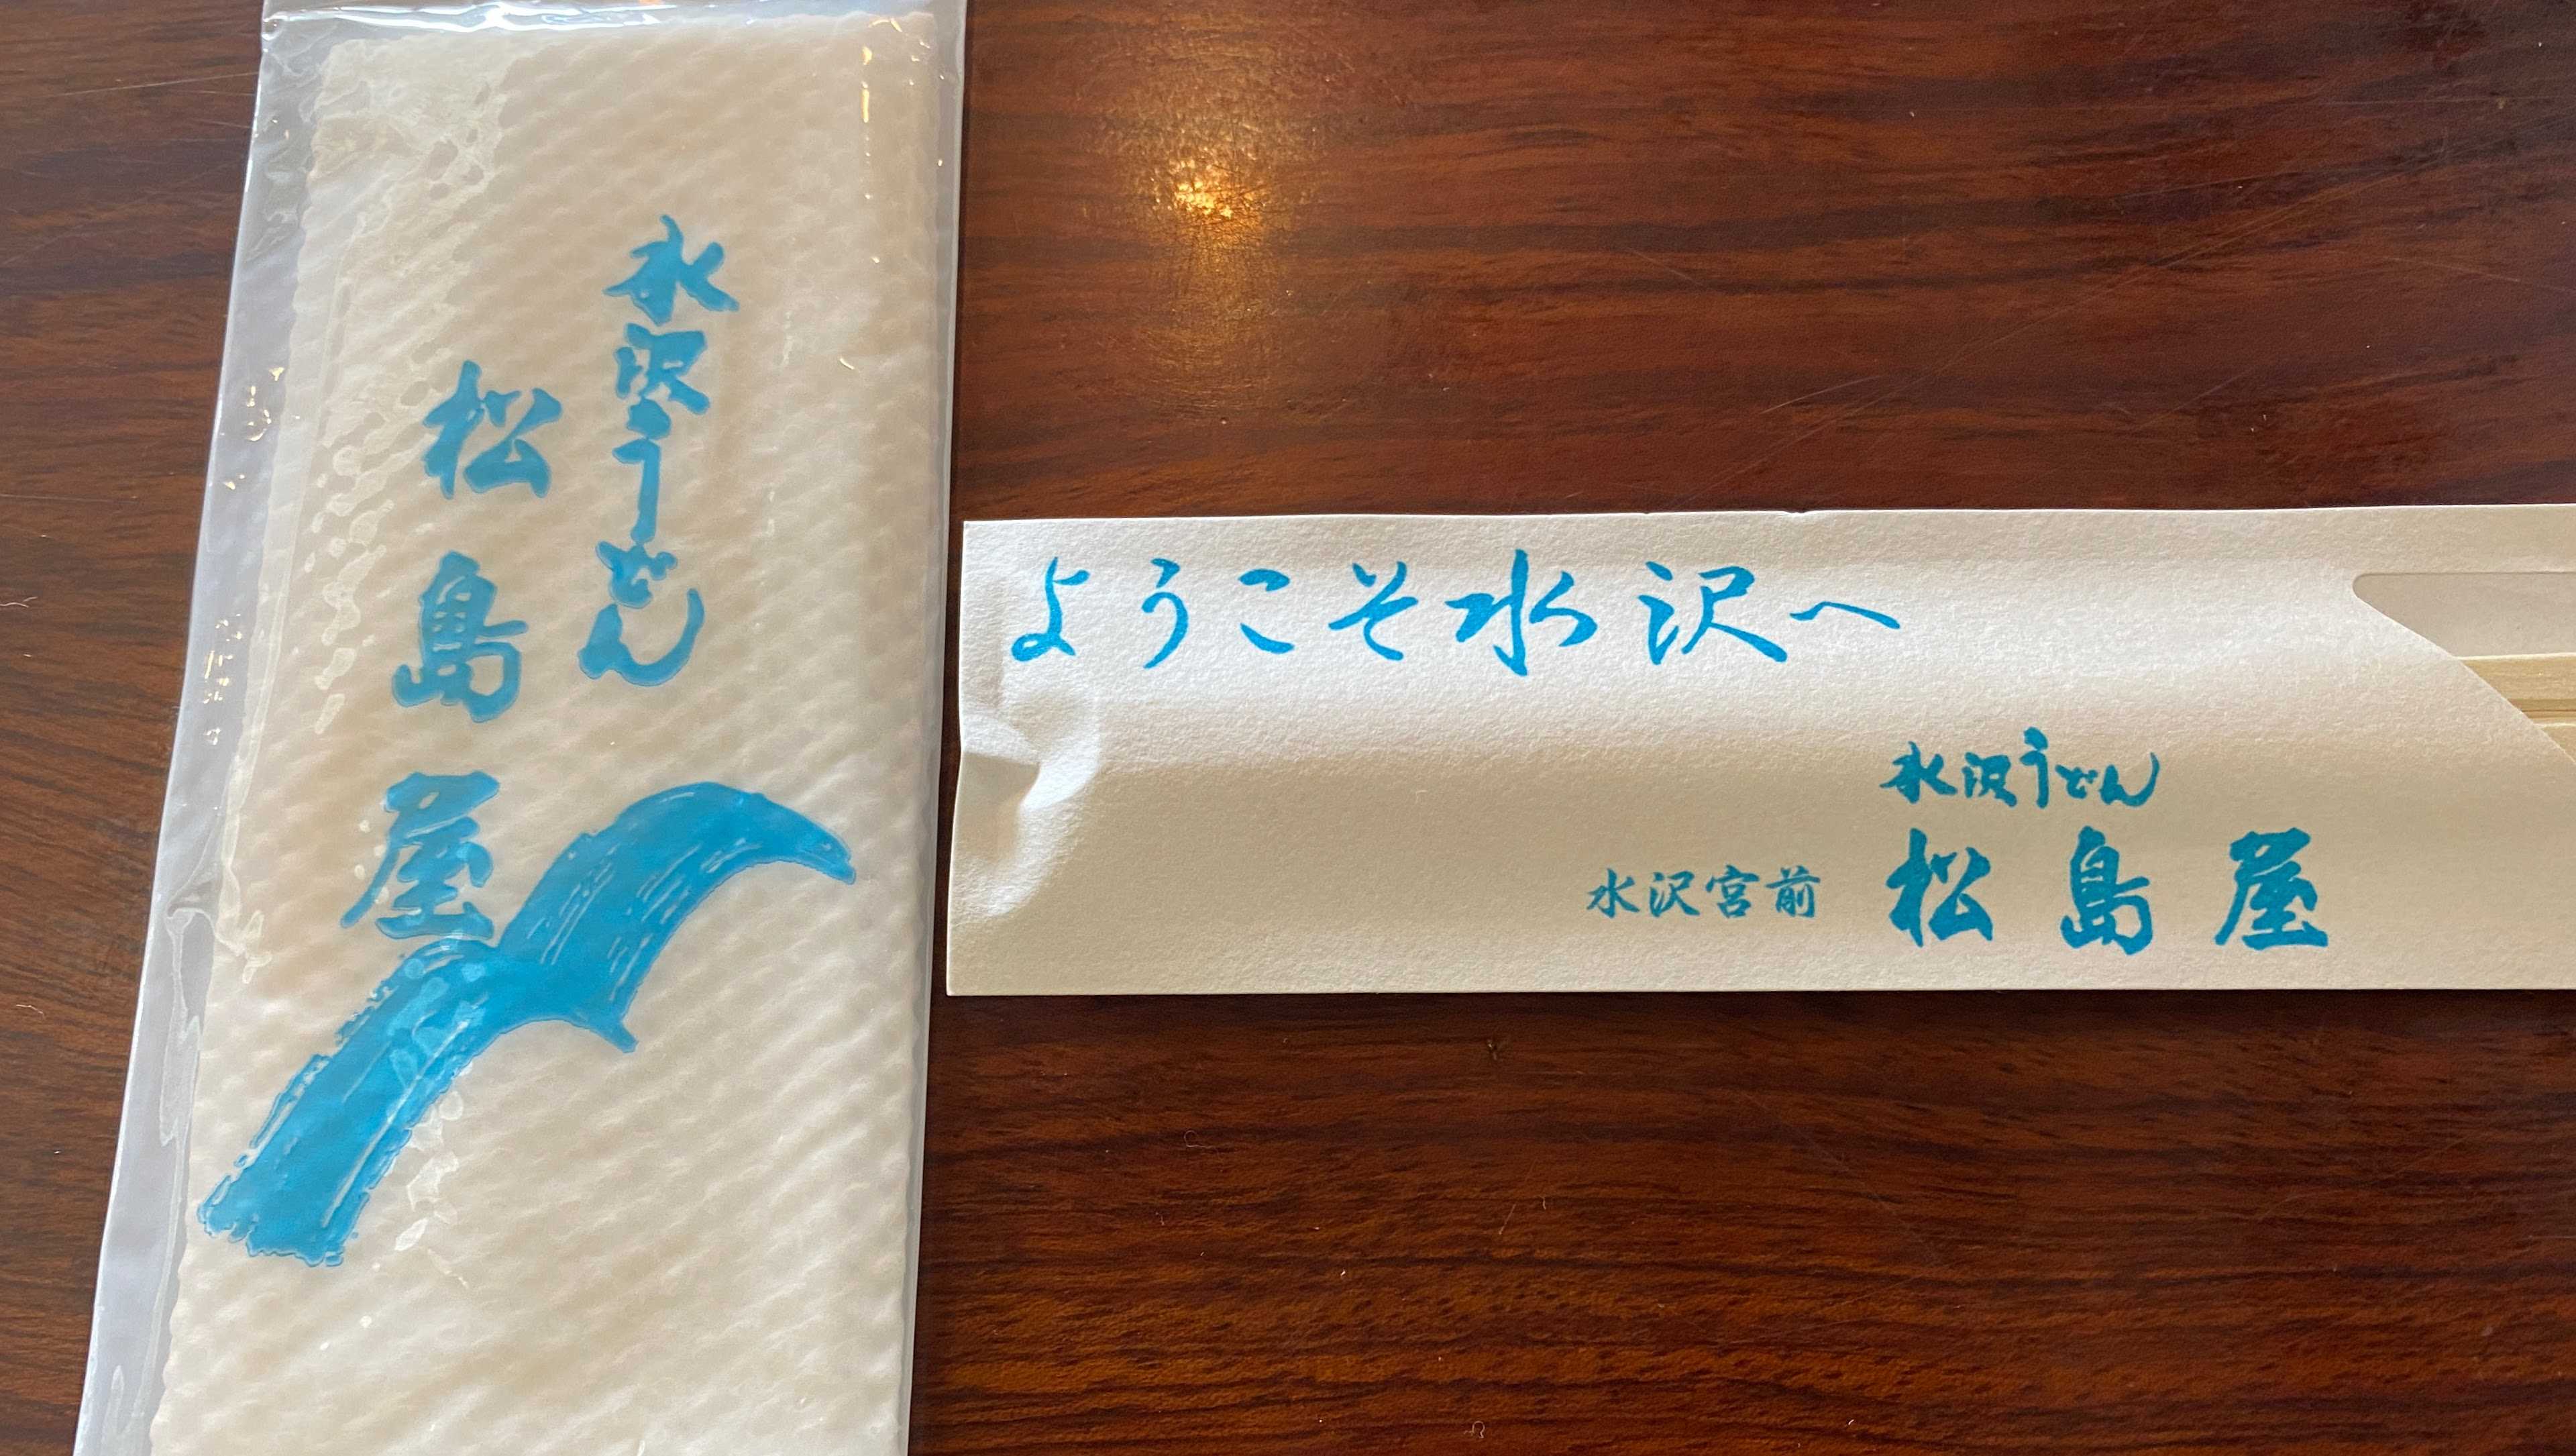 水沢うどん
松島屋
ようこそ水沢へ
水沢うどん
水沢宮前 松島屋